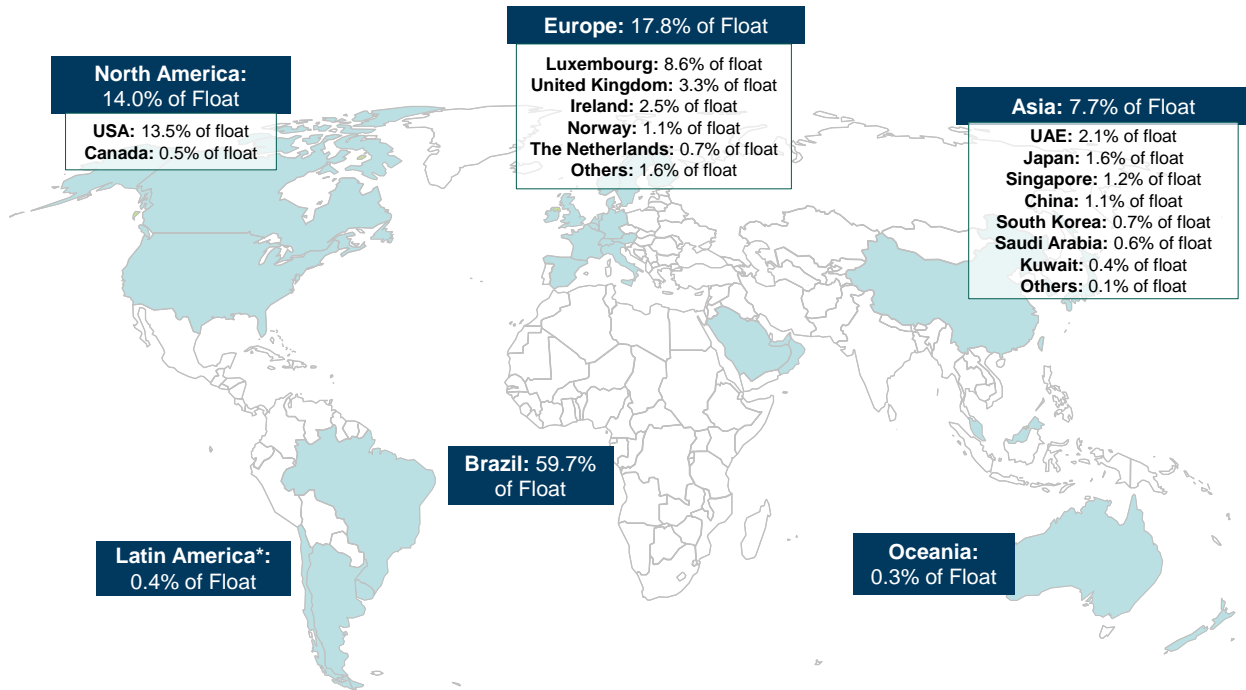 Europe: 17.8% of Float
Luxembourg: 8.6% of float
United Kingdom: 3.3% of float
Ireland: 2.5% of float
Norway: 1.1% of float
The Netherlands: 0.7% of float
Others: 1.6% of float
North America:
14.0% of Float
USA: 13.5% of float
Canada: 0.5% of float
Asia: 7.7% of Float
UAE: 2.1% of float
Japan: 1.6% of float
Singapore: 1.2% of float
China: 1.1% of float
South Korea: 0.7% of float
Saudi Arabia: 0.6% of float
Kuwait: 0.4% of float
Others: 0.1% of float
Brazil: 59.7%
of Float
Latin America*:
0.4% of Float
Oceania:
0.3% of Float